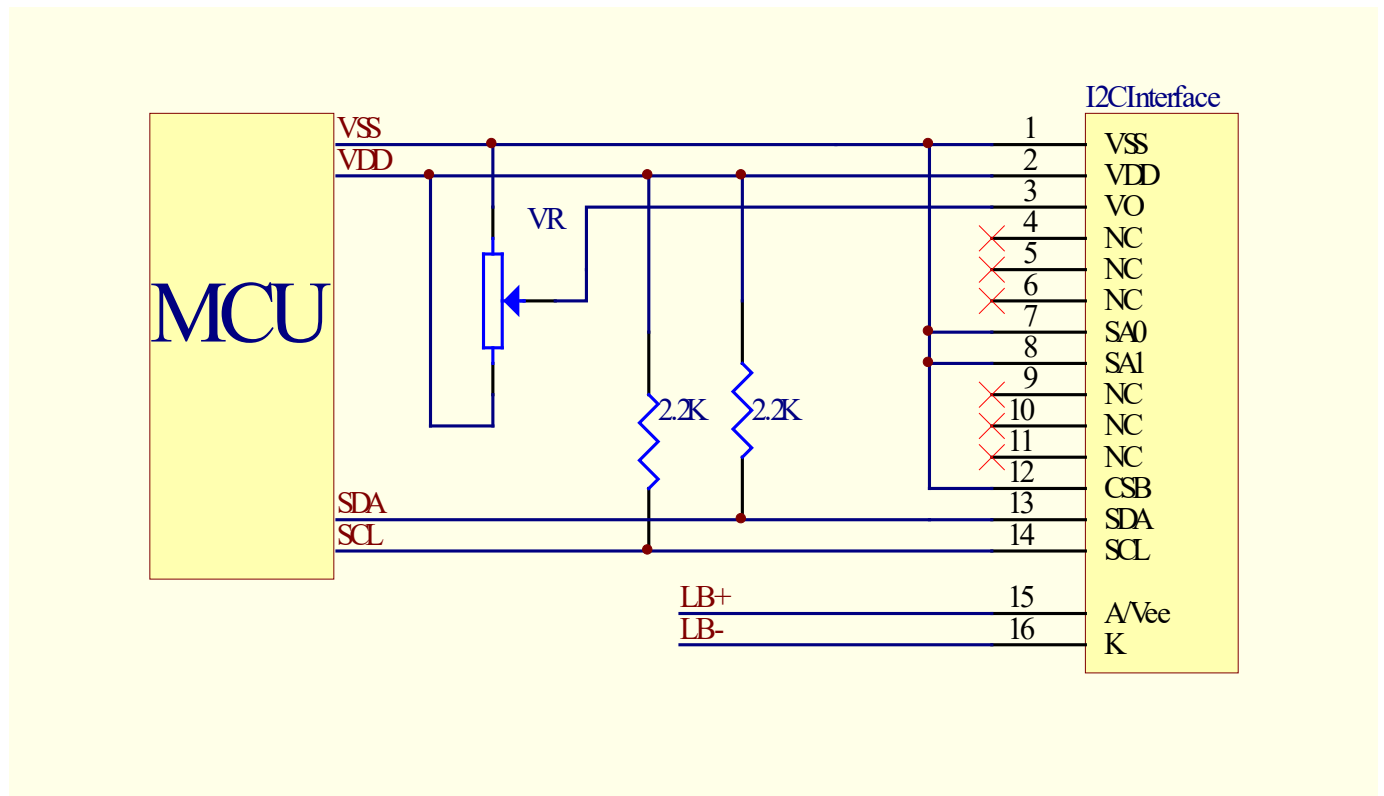 I2CInterface
VSS
1
VSS
VDD
2
VDD
3
VO
VR
4
NC
5
NC
6
NC
MCU
7
SA0
8
SA1
9
NC
2.2K
2.2K
10
NC
11
NC
12
CSB
SDA
13
SDA
SCL
14
SCL
LB+
15
A/Vee
LB-
16
K